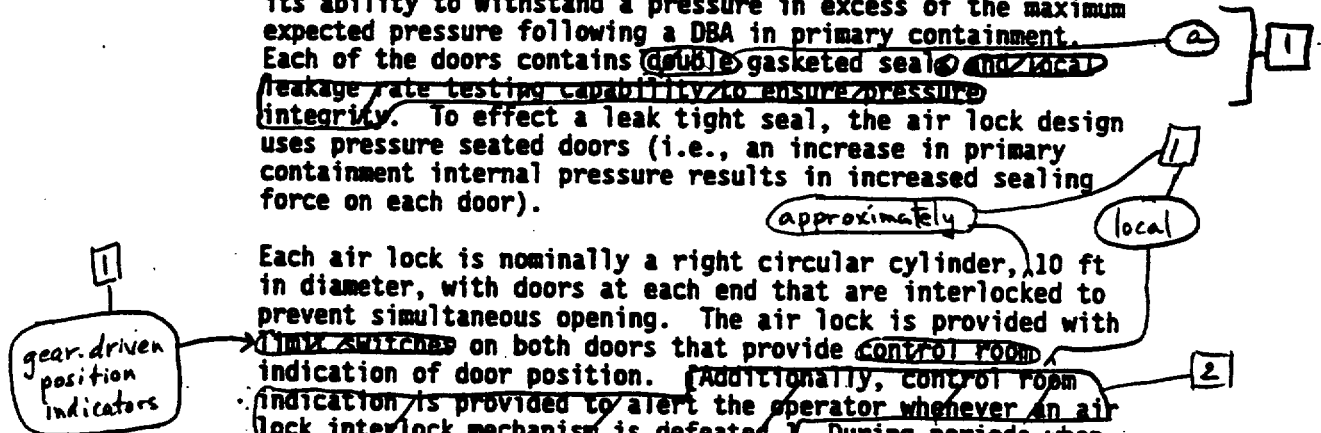 its ability to withstand a pressure in excess of the maximum
expected pressure following a DBA in primary containment.
a
1
Each of the doors contains double gasketed seals and/local
leakage rate testing capability to ensure pressure
integrity. To effect a leak tight seal, the air lock design
uses pressure seated doors (i.e., an increase in primary
1
containment internal pressure results in increased sealing
force on each door).
approximately
local
Each air lock is nominally a right circular cylinder, 10 ft
1
in diameter, with doors at each end that are interlocked to
prevent simultaneous opening. The air lock is provided with
gear-driven
position
indicators
limit switches on both doors that provide control room
indication of door position. [Additionally, control room
2
indication is provided to alert the operator whenever an air
lock interlock mechanism is defeated.] During periods when